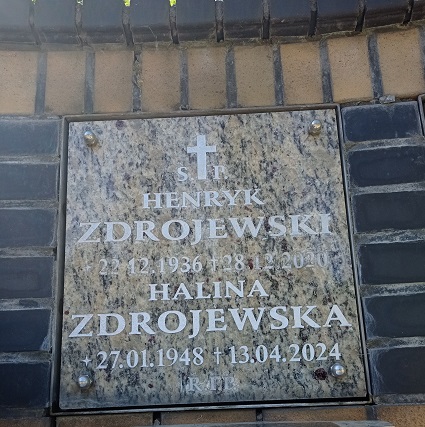 Ś. † P.
HENRYK
ZDROJEWSKI
* 22.12.1936 † 28.12.2020
HALINA
ZDROJEWSKA
* 27.01.1948 † 13.04.2024
R.I.P.